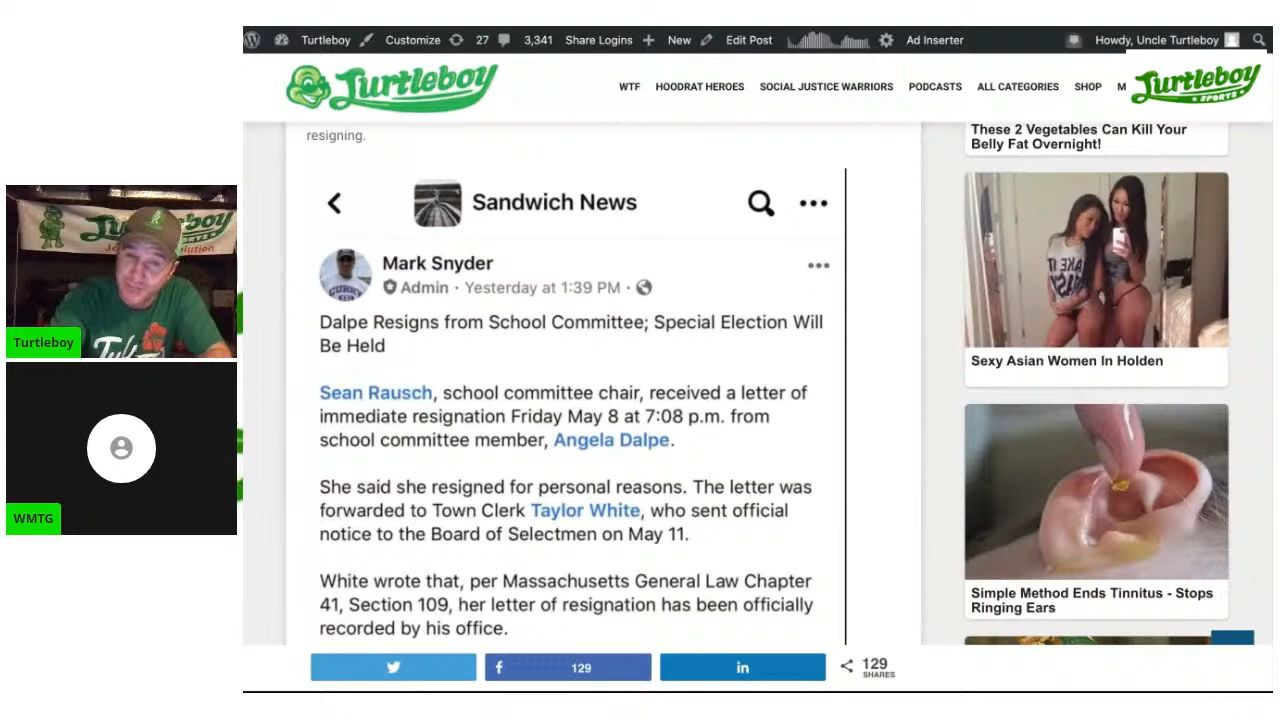 Turtleboy
Customize
27
3,341
Share Logins
New
Edit Post
Ad Inserter
Howdy, Uncle Turtleboy
Turtleboy
WTF
HOODRAT HEROES
SOCIAL JUSTICE WARRIORS
PODCASTS
ALL CATEGORIES
SHOP
M
Turtleboy
SPORTS
resigning.
Sandwich News
Mark Snyder
Admin · Yesterday at 1:39 PM ·
Dalpe Resigns from School Committee; Special Election Will
Be Held
Sean Rausch, school committee chair, received a letter of
immediate resignation Friday May 8 at 7:08 p.m. from
school committee member, Angela Dalpe.
She said she resigned for personal reasons. The letter was
forwarded to Town Clerk Taylor White, who sent official
notice to the Board of Selectmen on May 11.
White wrote that, per Massachusetts General Law Chapter
41, Section 109, her letter of resignation has been officially
recorded by his office.
129
in
129
SHARES
These 2 Vegetables Can Kill Your
Belly Fat Overnight!
Sexy Asian Women In Holden
Simple Method Ends Tinnitus - Stops
Ringing Ears
Turtleboy
WMTG